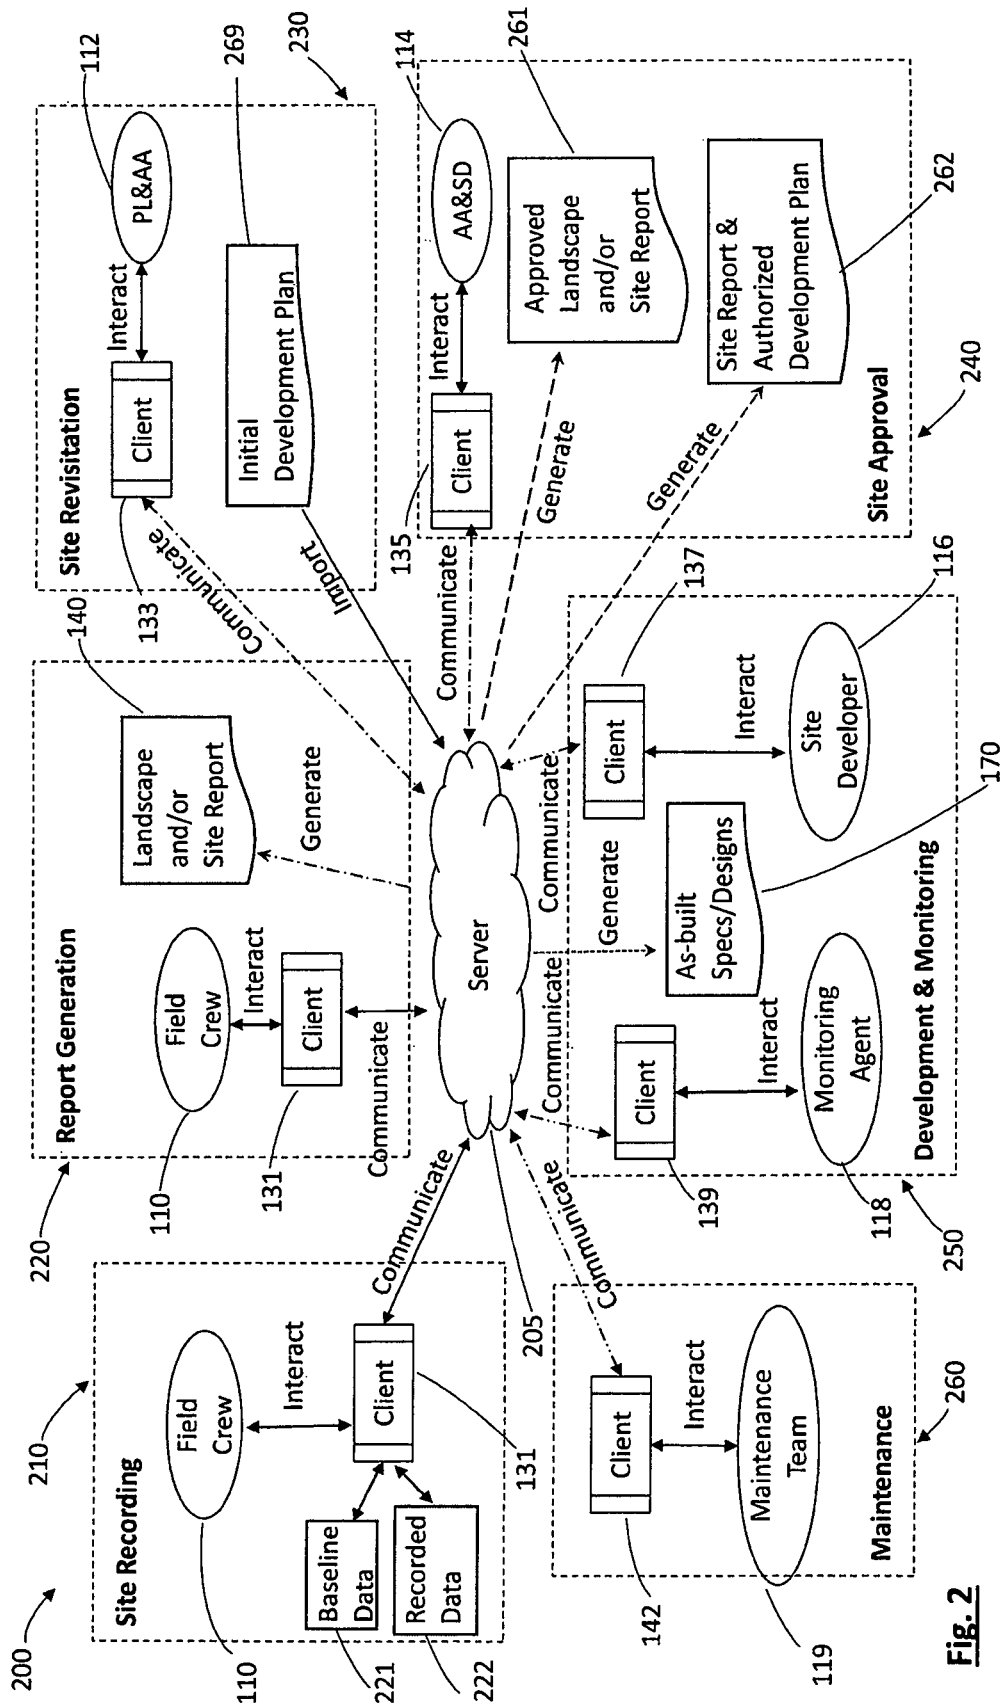 200
210
Site Recording
110
Field
Crew
Interact
Client
131
Baseline
Data
221
Recorded
Data
222
Communicate
220
Report Generation
110
Field
Crew
Interact
131
Client
Communicate
140
Landscape
and/or
Site Report
Generate
Site Revisitation
133
Client
Interact
PL&AA
112
Communicate
Initial
Development Plan
269
230
Import
Server
205
Communicate
142
Client
Interact
Maintenance
Team
119
Maintenance
260
Communicate
139
Client
Interact
Monitoring
Agent
118
Generate
As-built
Specs/Designs
170
Communicate
137
Client
Interact
Site
Developer
116
Development & Monitoring
250
Communicate
135
Client
Interact
AA&SD
114
Generate
Approved
Landscape
and/or
Site Report
261
Generate
Site Report &
Authorized
Development Plan
262
Site Approval
240
Fig. 2